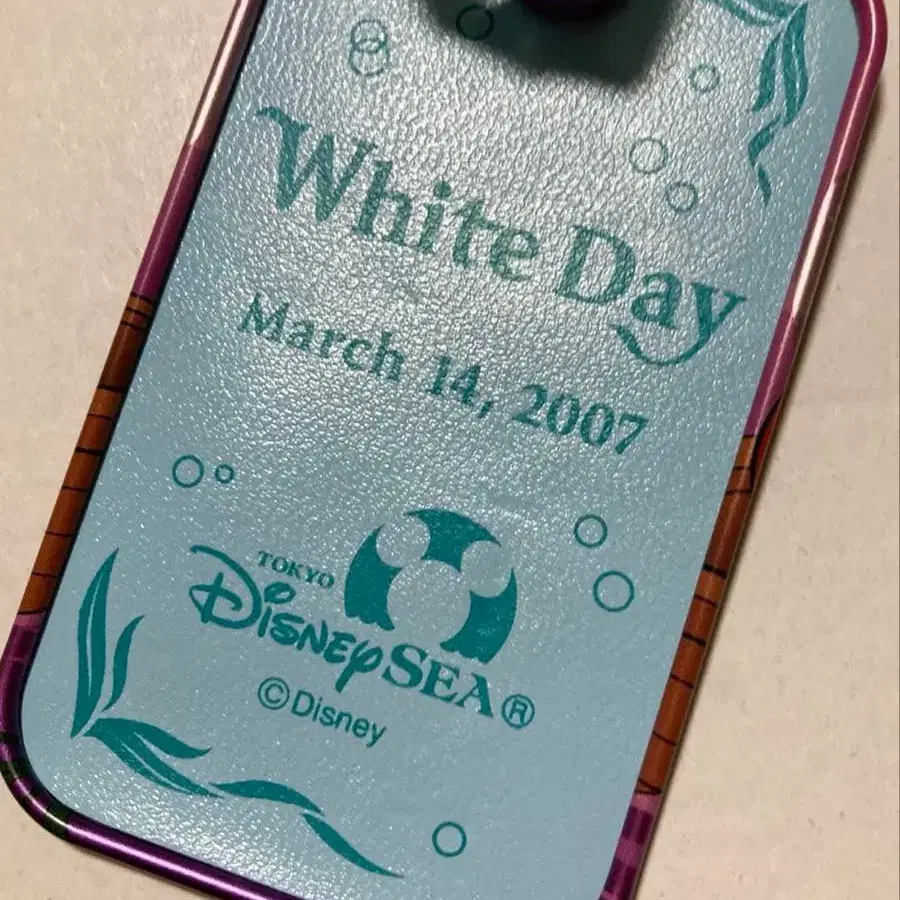 White Day
March 14, 2007
TOKYO
DISNEYSEA®
©Disney